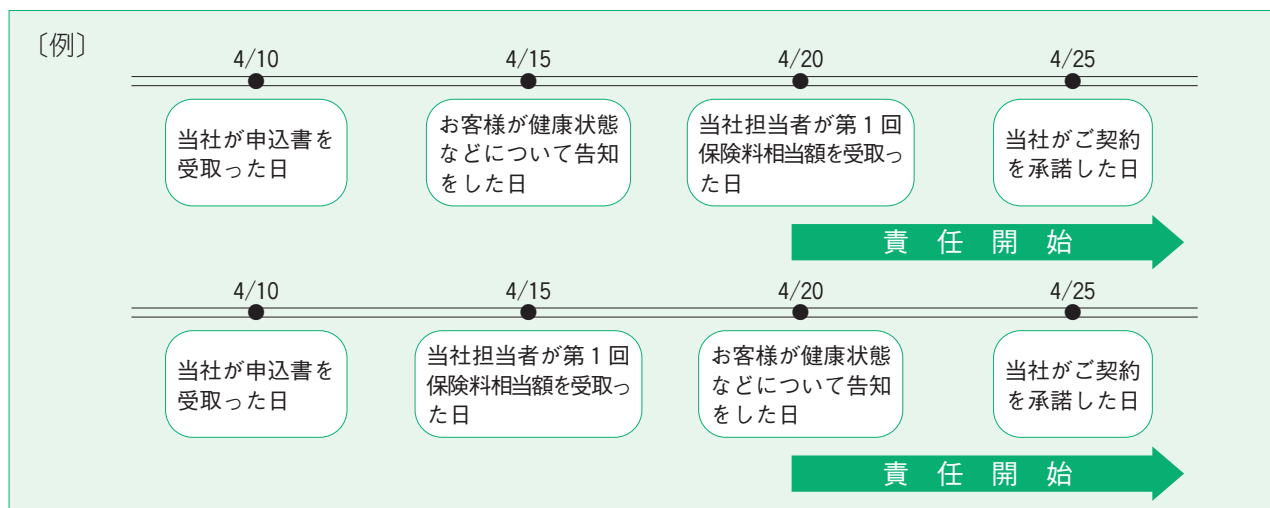 〔例〕
4/10 4/15 4/20 4/25
当社が申込書を
受取った日
お客様が健康状態
などについて告知
をした日
当社担当者が第1回
保険料相当額を受取っ
た日
当社がご契約
を承諾した日
責任開始
4/10 4/15 4/20 4/25
当社が申込書を
受取った日
当社担当者が第1回
保険料相当額を受取っ
た日
お客様が健康状態
などについて告知
をした日
当社がご契約
を承諾した日
責任開始